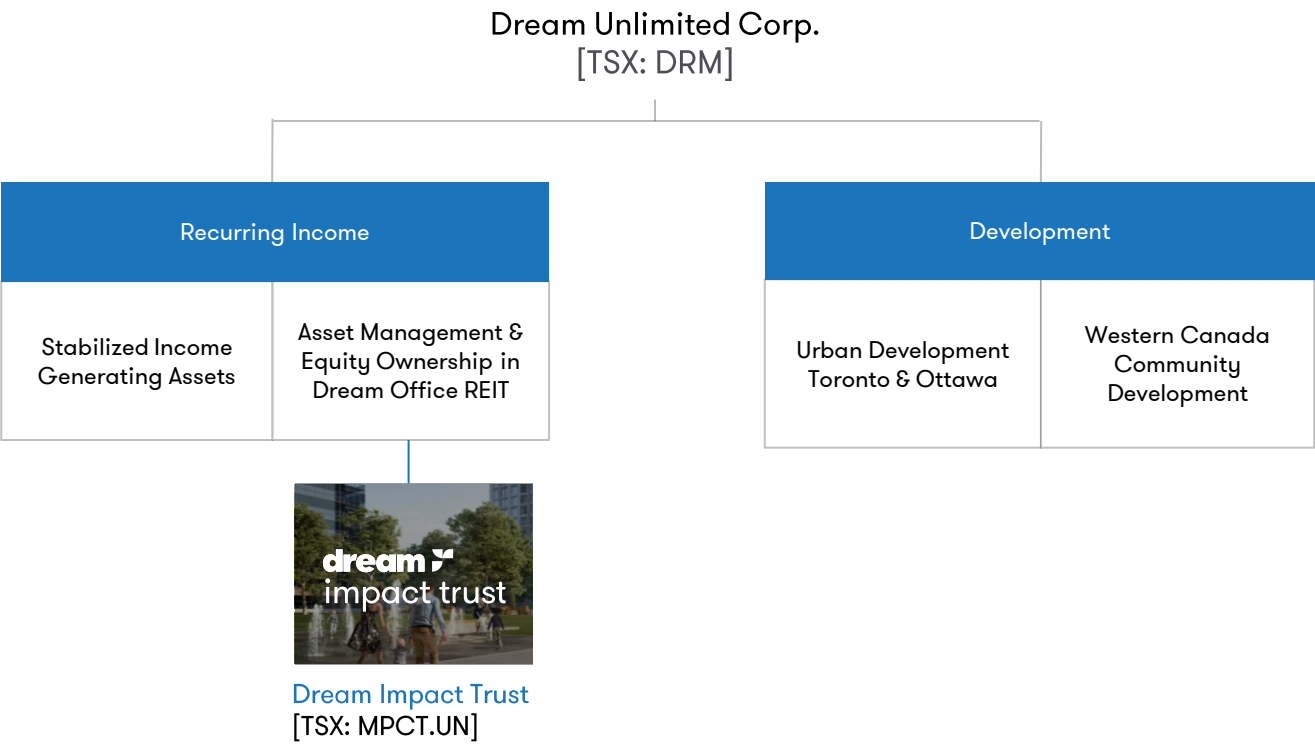 Dream Unlimited Corp.
[TSX: DRM]
Recurring Income
Stabilized Income
Generating Assets
Asset Management &
Equity Ownership in
Dream Office REIT
Development
Urban Development
Toronto & Ottawa
Western Canada
Community
Development
dream
impact trust
Dream Impact Trust
[TSX: MPCT.UN]